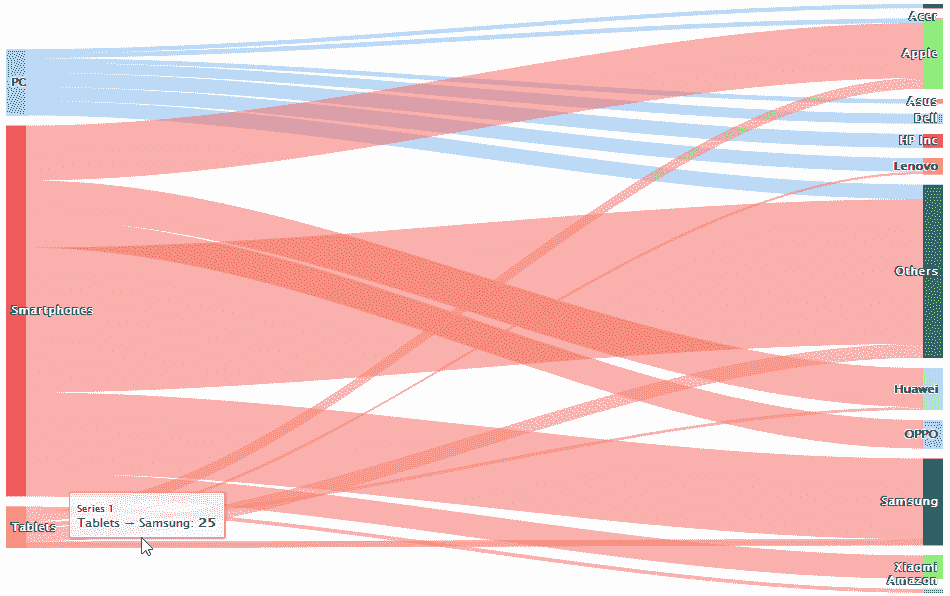 PC
Smartphones
Tablets
Series 1
Tablets → Samsung: 25
Acer
Apple
Asus
Dell
HP Inc
Lenovo
Others
Huawei
OPPO
Samsung
Xiaomi
Amazon